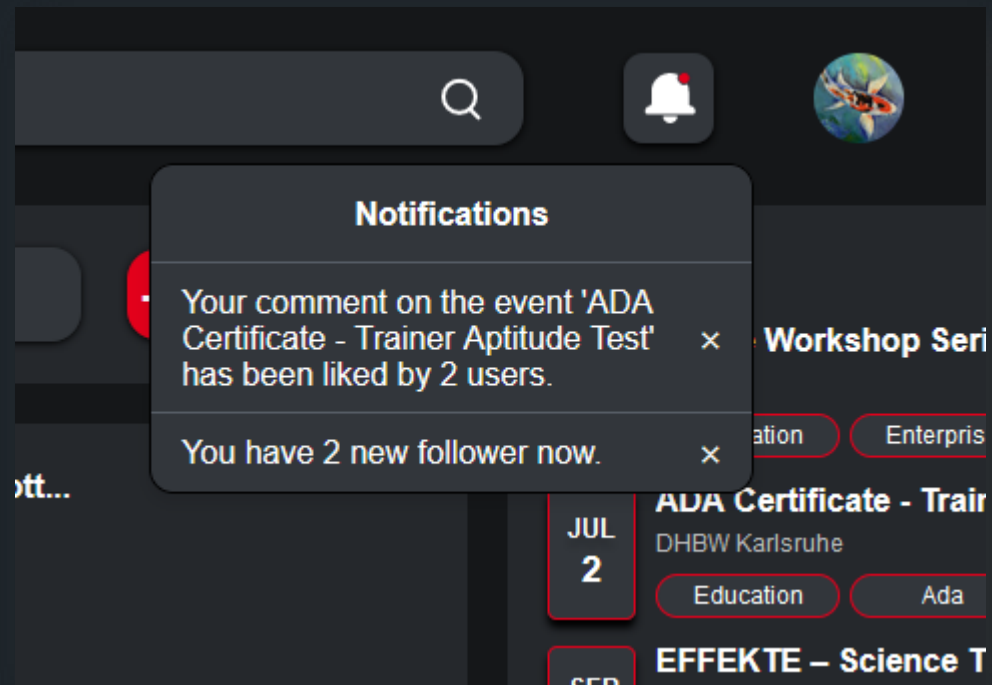 Notifications
Your comment on the event 'ADA
Certificate - Trainer Aptitude Test'
has been liked by 2 users.
×
You have 2 new follower now.
×
ott...
Workshop Seri
ation
Enterpris
ADA Certificate - Train
JUL
2
DHBW Karlsruhe
Education
Ada
SEP
EFFEKTE – Science T